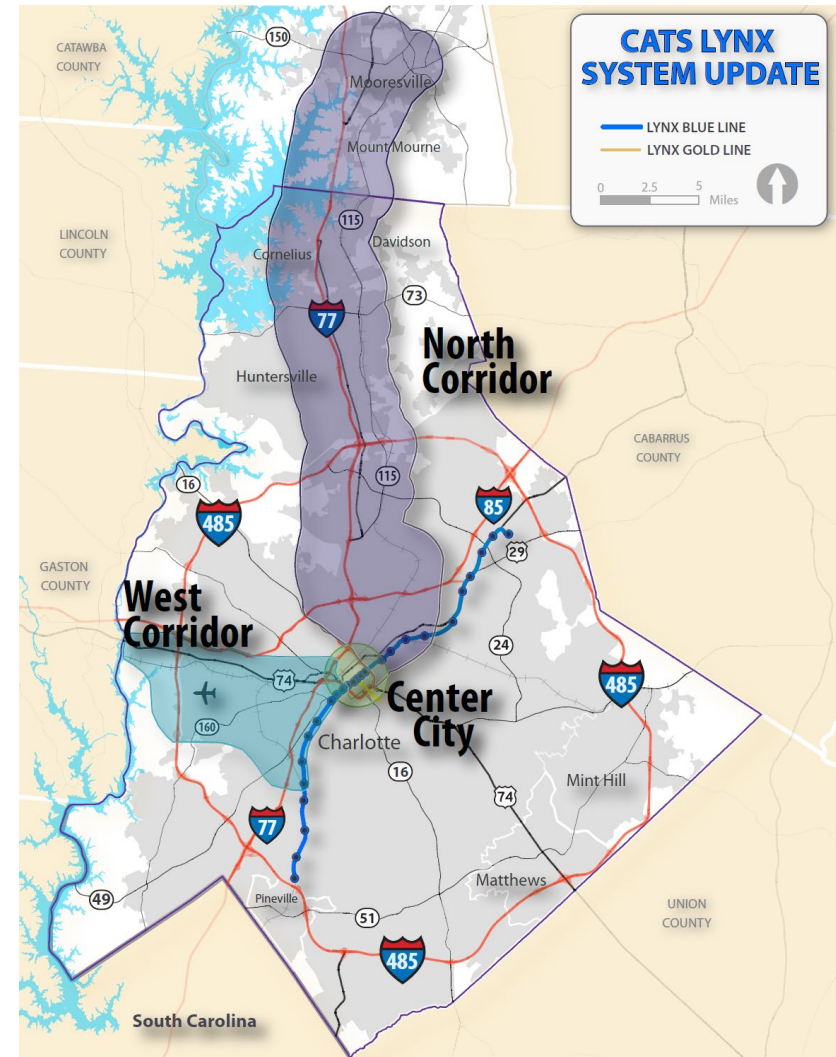 CATS LYNX
SYSTEM UPDATE
LYNX BLUE LINE
LYNX GOLD LINE
0 2.5 5
Miles
CATAWBA
COUNTY
150
Mooresville
Mount Mourne
115
LINCOLN
COUNTY
Cornelius
Davidson
73
77
North
Corridor
Huntersville
CABARRUS
COUNTY
16
115
485
85
29
GASTON
COUNTY
West
Corridor
24
74
485
Center
City
160
Charlotte
16
74
Mint Hill
77
Matthews
49
Pineville
51
UNION
COUNTY
485
South Carolina